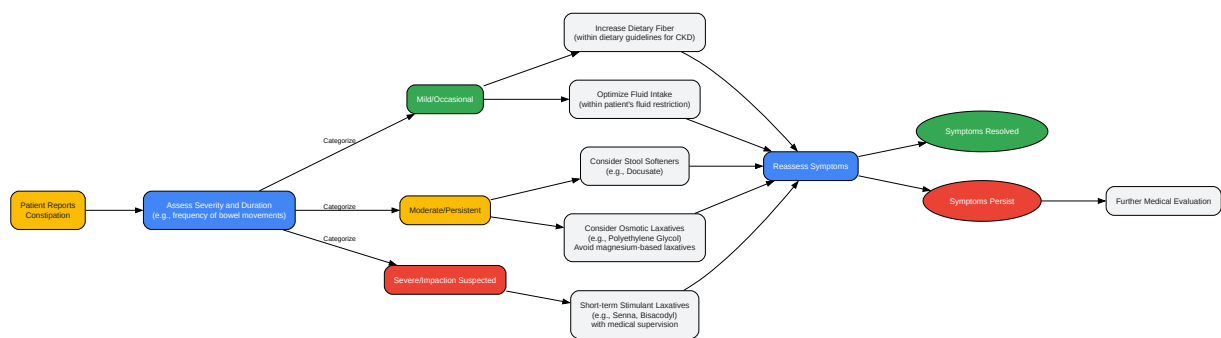 Patient Reports
Constipation
Assess Severity and Duration
(e.g., frequency of bowel movements)
Categorize
Categorize
Categorize
Mild/Occasional
Moderate/Persistent
Severe/Impaction Suspected
Increase Dietary Fiber
(within dietary guidelines for CKD)
Optimize Fluid Intake
(within patient's fluid restriction)
Consider Stool Softeners
(e.g., Docusate)
Consider Osmotic Laxatives
(e.g., Polyethylene Glycol)
Avoid magnesium-based laxatives
Short-term Stimulant Laxatives
(e.g., Senna, Bisacodyl)
with medical supervision
Reassess Symptoms
Symptoms Resolved
Symptoms Persist
Further Medical Evaluation